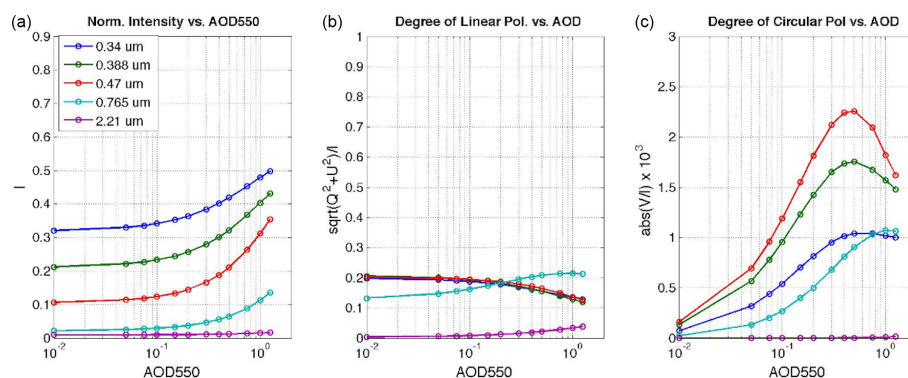 (a)
Norm. Intensity vs. AOD550
0.9
0.8
0.7
0.6
0.5
0.4
0.3
0.2
0.1
0
I
0.34 um
0.388 um
0.47 um
0.765 um
2.21 um
10^-2
10^-1
10^0
AOD550
(b)
Degree of Linear Pol. vs. AOD
1
0.9
0.8
0.7
0.6
0.5
0.4
0.3
0.2
0.1
0
sqrt(Q^2+U^2)/I
10^-2
10^-1
10^0
AOD550
(c)
Degree of Circular Pol vs. AOD
3
2.5
2
1.5
1
0.5
0
abs(V/I) x 10^3
10^-2
10^-1
10^0
AOD550